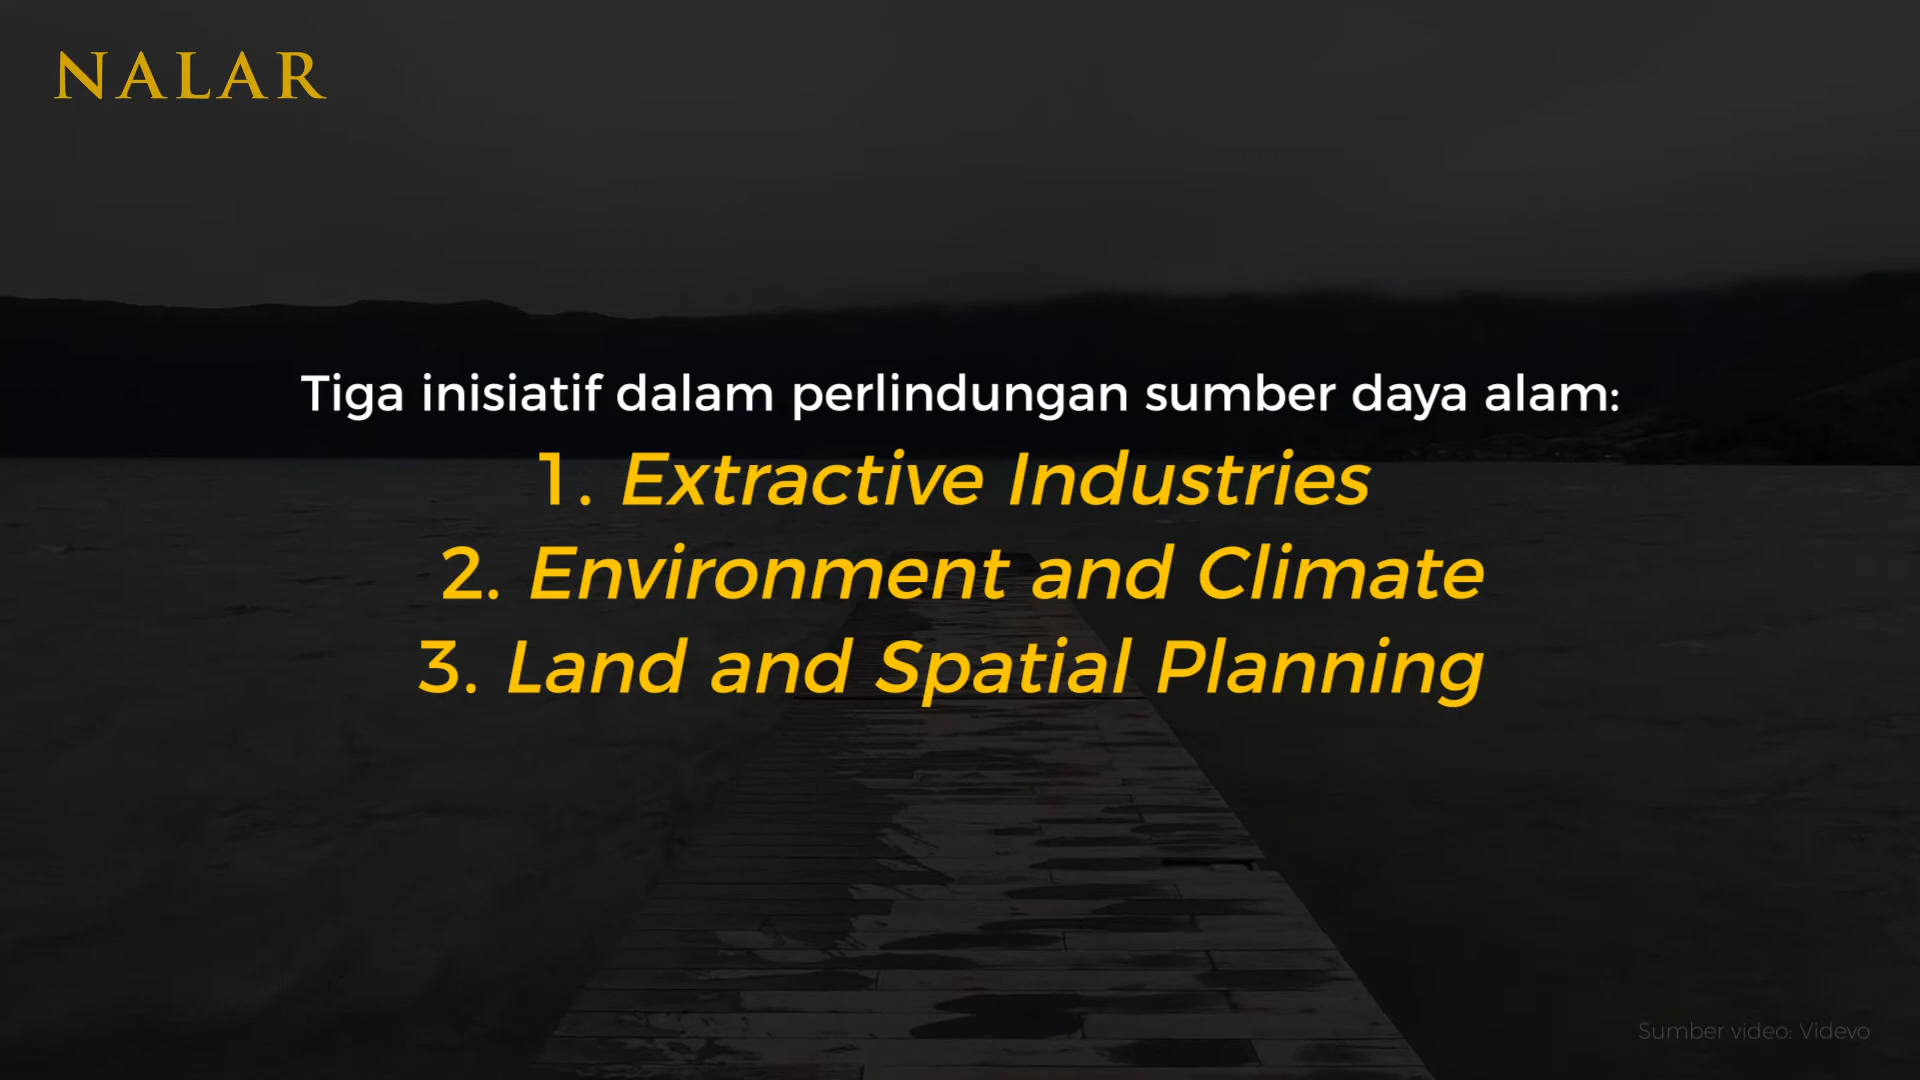 NALAR
Tiga inisiatif dalam perlindungan sumber daya alam:
1. Extractive Industries
2. Environment and Climate
3. Land and Spatial Planning
Sumber video: Videvo